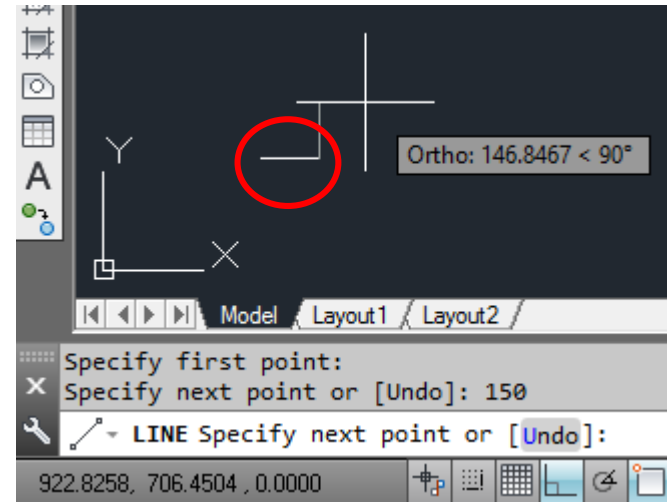 Y
Ortho: 146.8467 < 90°
A
X
Model Layout1 Layout2
Specify first point:
Specify next point or [Undo]: 150
LINE Specify next point or [Undo]:
922.8258, 706.4504 , 0.0000